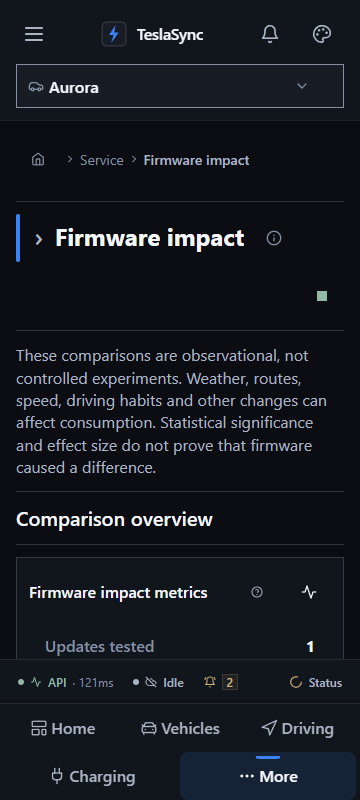 TeslaSync
Aurora
Service
Firmware impact
Firmware impact
These comparisons are observational, not
controlled experiments. Weather, routes,
speed, driving habits and other changes can
affect consumption. Statistical significance
and effect size do not prove that firmware
caused a difference.
Comparison overview
Firmware impact metrics
Updates tested 1
API · 121ms Idle 2 Status
Home Vehicles Driving
Charging More